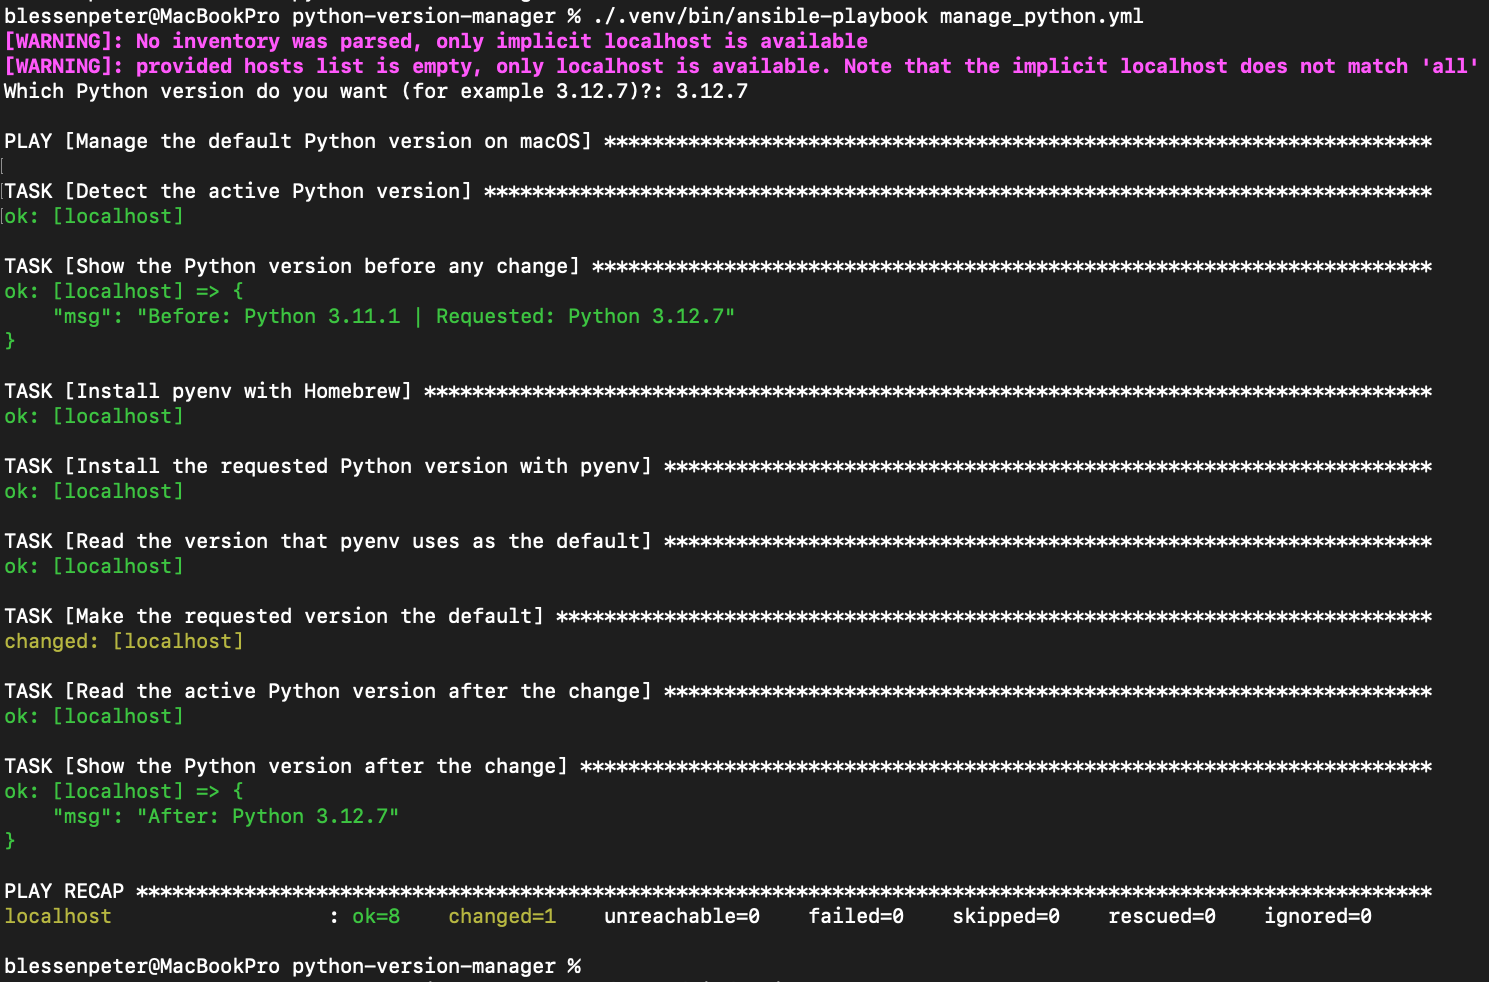 blessenpeter@MacBookPro python-version-manager % ./.venv/bin/ansible-playbook manage_python.yml
[WARNING]: No inventory was parsed, only implicit localhost is available
[WARNING]: provided hosts list is empty, only localhost is available. Note that the implicit localhost does not match 'all'
Which Python version do you want (for example 3.12.7)?: 3.12.7
PLAY [Manage the default Python version on macOS] *********************************************************************
TASK [Detect the active Python version] *******************************************************************************
ok: [localhost]
TASK [Show the Python version before any change] **********************************************************************
ok: [localhost] => {
    "msg": "Before: Python 3.11.1 | Requested: Python 3.12.7"
}
TASK [Install pyenv with Homebrew] ************************************************************************************
ok: [localhost]
TASK [Install the requested Python version with pyenv] ****************************************************************
ok: [localhost]
TASK [Read the version that pyenv uses as the default] ****************************************************************
ok: [localhost]
TASK [Make the requested version the default] *************************************************************************
changed: [localhost]
TASK [Read the active Python version after the change] ****************************************************************
ok: [localhost]
TASK [Show the Python version after the change] ***********************************************************************
ok: [localhost] => {
    "msg": "After: Python 3.12.7"
}
PLAY RECAP ************************************************************************************************************
localhost                  : ok=8    changed=1    unreachable=0    failed=0    skipped=0    rescued=0    ignored=0
blessenpeter@MacBookPro python-version-manager %